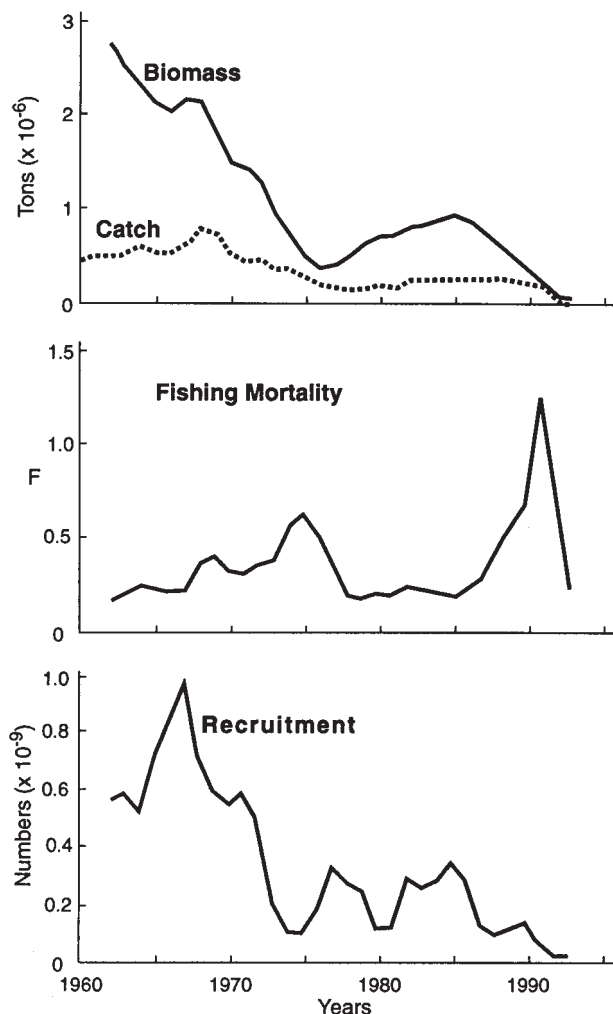 3
Biomass
2
Tons (x 10⁻⁶)
1
Catch
0
1.5
Fishing Mortality
1.0
F
0.5
0
1.0
Recruitment
0.8
0.6
Numbers (x 10⁻⁹)
0.4
0.2
0
1960 1970 1980 1990
Years